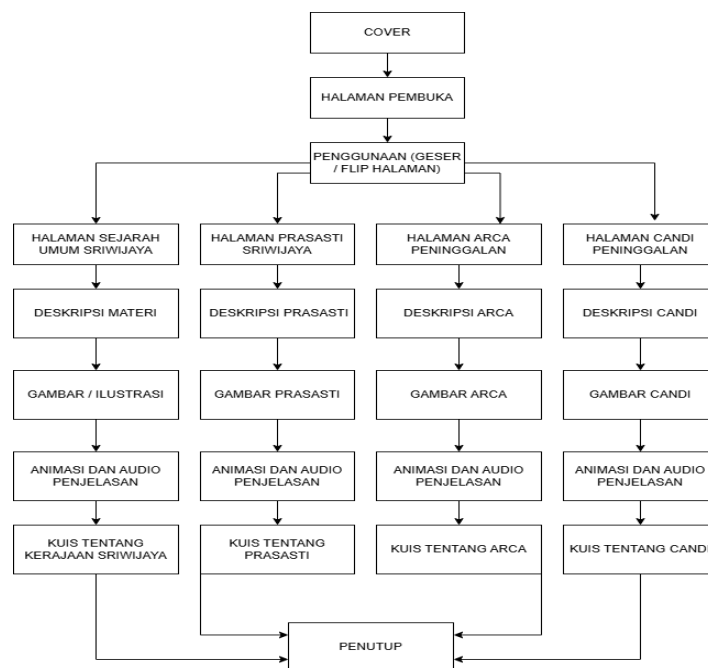 COVER
HALAMAN PEMBUKA
PENGGUNAAN (GESER
/ FLIP HALAMAN)
HALAMAN SEJARAH
UMUM SRIWIJAYA
HALAMAN PRASASTI
SRIWIJAYA
HALAMAN ARCA
PENINGGALAN
HALAMAN CANDI
PENINGGALAN
DESKRIPSI MATERI
DESKRIPSI PRASASTI
DESKRIPSI ARCA
DESKRIPSI CANDI
GAMBAR / ILUSTRASI
GAMBAR PRASASTI
GAMBAR ARCA
GAMBAR CANDI
ANIMASI DAN AUDIO
PENJELASAN
ANIMASI DAN AUDIO
PENJELASAN
ANIMASI DAN AUDIO
PENJELASAN
ANIMASI DAN AUDIO
PENJELASAN
KUIS TENTANG
KERAJAAN SRIWIJAYA
KUIS TENTANG
PRASASTI
KUIS TENTANG ARCA
KUIS TENTANG CANDI
PENUTUP